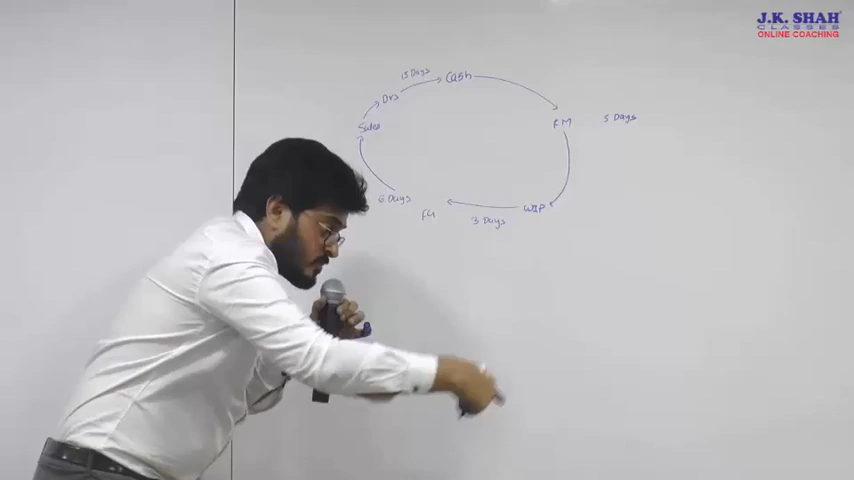 J.K. SHAH
CLASSES
ONLINE COACHING
15 Days
Cash
Drs
Sales
RM
5 Days
6 Days
FG
WIP
3 Days